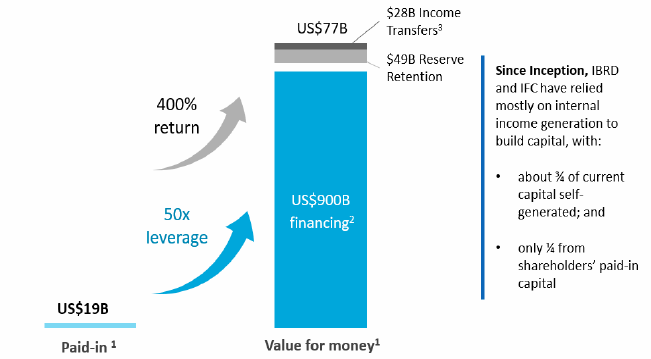 US$77B
$28B Income
Transfers³
$49B Reserve
Retention
400%
return
50x
leverage
US$900B
financing²
US$19B
Paid-in ¹
Value for money¹
Since Inception, IBRD
and IFC have relied
mostly on internal
income generation to
build capital, with:
• about ¾ of current
capital self-
generated; and
• only ¼ from
shareholders’ paid-in
capital